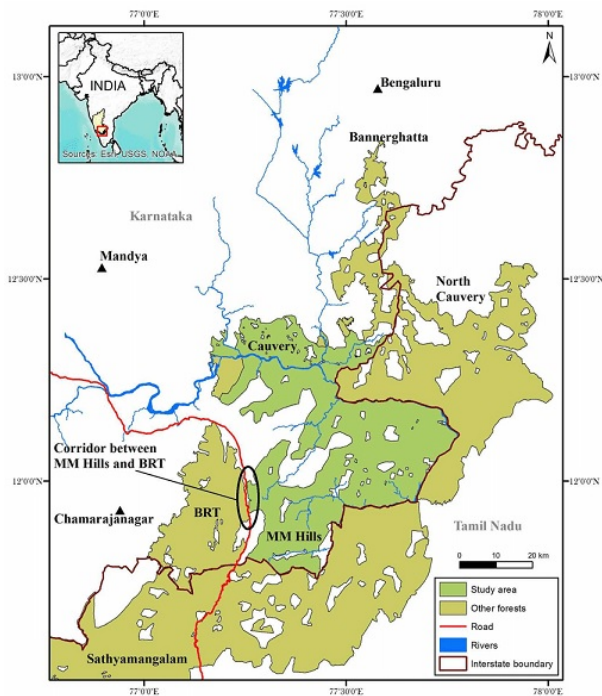 77°0'0"E
77°30'0"E
78°0'0"E
13°0'0"N
12°30'0"N
12°0'0"N
INDIA
Sources: Esri, USGS, NOAA
N
Bengaluru
Bannerghatta
Karnataka
Mandya
North
Cauvery
Cauvery
Corridor between
MM Hills and BRT
Chamarajanagar
BRT
MM Hills
Tamil Nadu
0 10 20 km
Study area
Other forests
Road
Rivers
Interstate boundary
Sathyamangalam
13°0'0"N
12°30'0"N
12°0'0"N
77°0'0"E
77°30'0"E
78°0'0"E